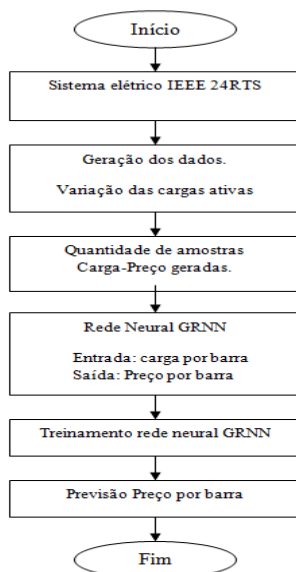 Início
Sistema elétrico IEEE 24RTS
Geração dos dados.
Variação das cargas ativas
Quantidade de amostras
Carga-Preço geradas.
Rede Neural GRNN
Entrada: carga por barra
Saída: Preço por barra
Treinamento rede neural GRNN
Previsão Preço por barra
Fim